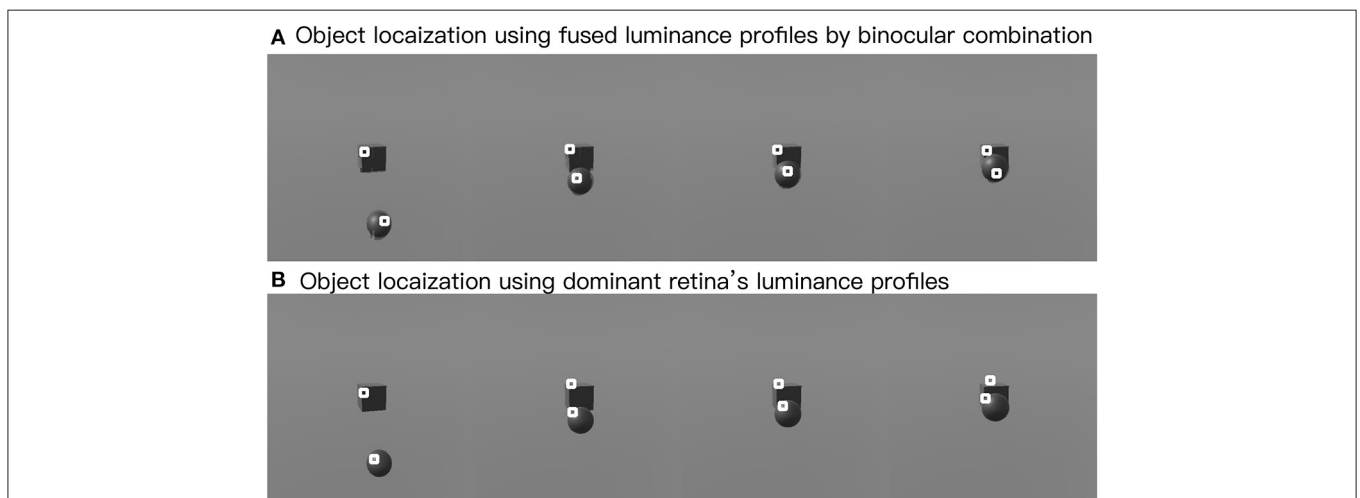 A Object locaization using fused luminance profiles by binocular combination
B Object locaization using dominant retina's luminance profiles